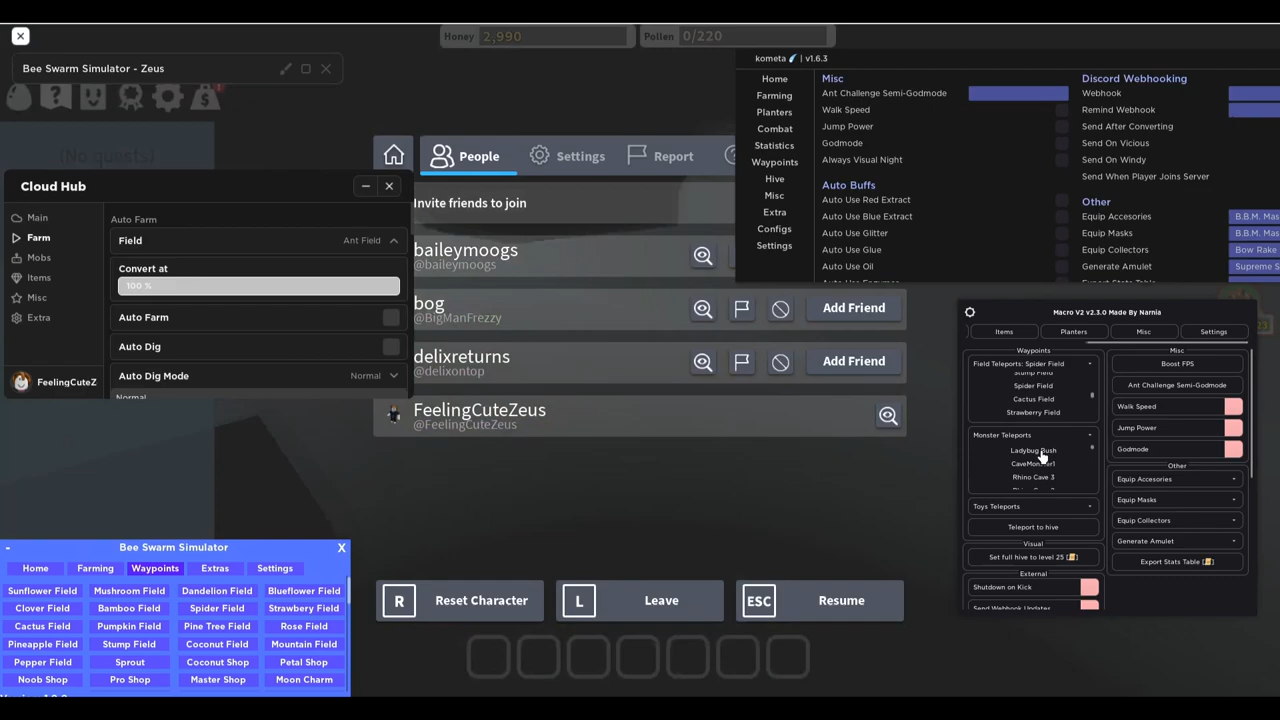 Honey 2,990
Pollen 0/220
Bee Swarm Simulator - Zeus
(No quests)
People
Settings
Report
Invite friends to join
baileymoogs
@baileymoogs
bog
@BigManFrezzy
Add Friend
delixreturns
@delixontop
Add Friend
FeelingCuteZeus
@FeelingCuteZeus
R Reset Character
L Leave
ESC Resume
Cloud Hub
Main
Farm
Mobs
Items
Misc
Extra
FeelingCuteZ
Auto Farm
Field Ant Field
Convert at
100 %
Auto Farm
Auto Dig
Auto Dig Mode Normal
Normal
kometa | v1.6.3
Home
Farming
Planters
Combat
Statistics
Waypoints
Hive
Misc
Extra
Configs
Settings
Misc
Ant Challenge Semi-Godmode
Walk Speed
Jump Power
Godmode
Always Visual Night
Auto Buffs
Auto Use Red Extract
Auto Use Blue Extract
Auto Use Glitter
Auto Use Glue
Auto Use Oil
Discord Webhooking
Webhook
Remind Webhook
Send After Converting
Send On Vicious
Send On Windy
Send When Player Joins Server
Other
Equip Accesories B.B.M. Mas
Equip Masks B.B.M. Mas
Equip Collectors Bow Rake
Generate Amulet Supreme S
Macro V2 v2.3.0 Made By Narnia
Items
Planters
Misc
Settings
Waypoints
Field Teleports: Spider Field
Stump Field
Spider Field
Cactus Field
Strawberry Field
Monster Teleports
Ladybug Bush
CaveMonster1
Rhino Cave 3
Toys Teleports
Teleport to hive
Visual
Set full hive to level 25 [📜]
External
Shutdown on Kick
Send Webhook Updates
Misc
Boost FPS
Ant Challenge Semi-Godmode
Walk Speed
Jump Power
Godmode
Other
Equip Accesories
Equip Masks
Equip Collectors
Generate Amulet
Export Stats Table [📜]
- Bee Swarm Simulator X
Home Farming Waypoints Extras Settings
Sunflower Field Mushroom Field Dandelion Field Blueflower Field
Clover Field Bamboo Field Spider Field Strawbery Field
Cactus Field Pumpkin Field Pine Tree Field Rose Field
Pineapple Field Stump Field Coconut Field Mountain Field
Pepper Field Sprout Coconut Shop Petal Shop
Noob Shop Pro Shop Master Shop Moon Charm